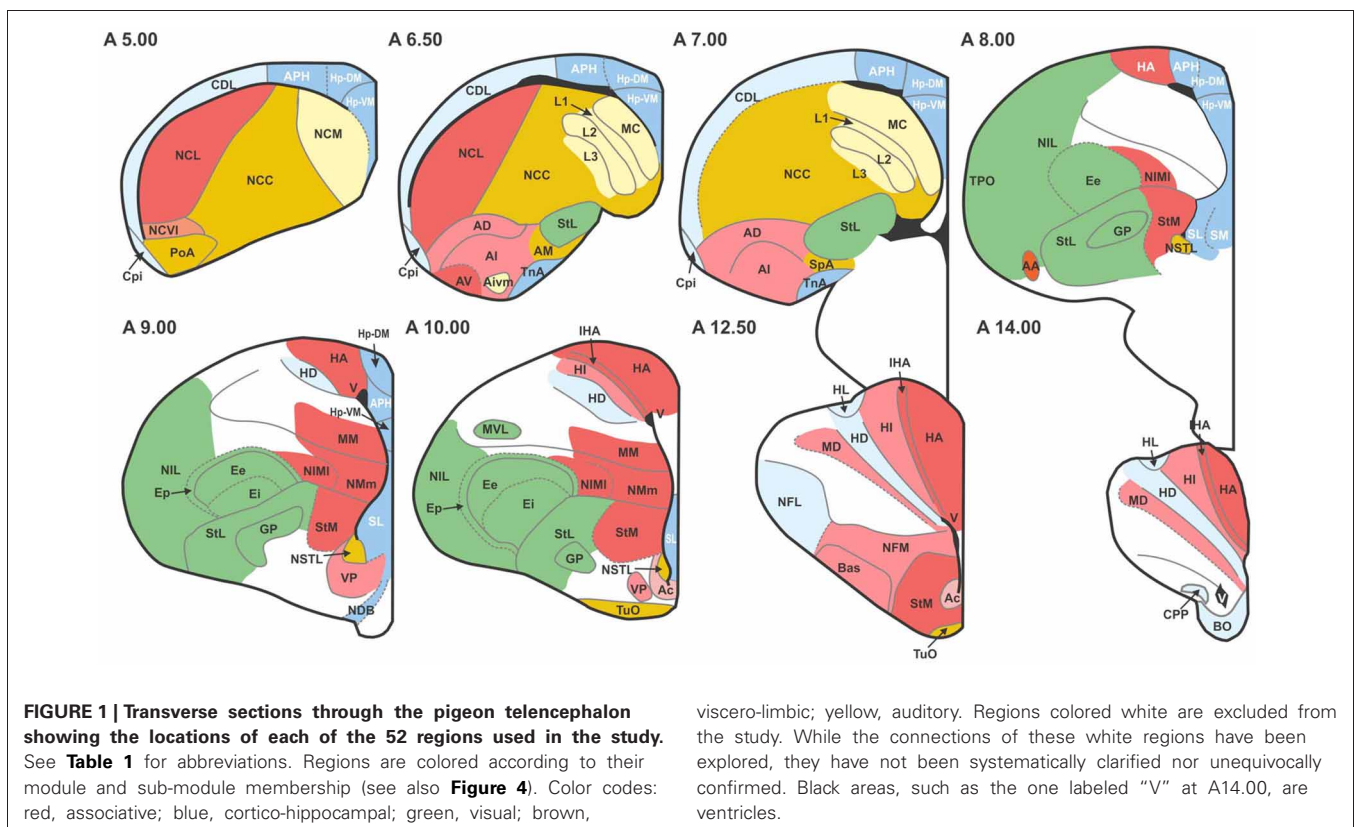 A 5.00
CDL
APH
Hp-DM
Hp-VM
NCM
NCL
NCC
NCVI
PoA
Cpi
A 6.50
CDL
APH
Hp-DM
Hp-VM
L1
MC
L2
L3
NCL
NCC
StL
AD
AI
AM
TnA
AV
Aivm
Cpi
A 7.00
CDL
APH
Hp-DM
Hp-VM
L1
MC
L2
L3
NCC
StL
AD
AI
SpA
TnA
Cpi
A 8.00
HA
APH
Hp-DM
Hp-VM
NIL
TPO
Ee
NIMI
StM
StL
GP
SL
SM
NSTL
AA
A 9.00
Hp-DM
HA
HD
V
APH
Hp-VM
MM
NIL
Ee
NIMI
NMm
Ep
Ei
StL
GP
StM
SL
NSTL
VP
NDB
A 10.00
IHA
HI
HA
HD
V
MVL
MM
NIL
Ee
NIMI
NMm
Ep
Ei
StL
StM
SL
GP
NSTL
VP
Ac
TuO
A 12.50
IHA
HL
HI
HD
HA
MD
NFL
V
NFM
Bas
StM
Ac
TuO
A 14.00
IHA
HL
HI
HD
HA
MD
V
CPP
BO
FIGURE 1 | Transverse sections through the pigeon telencephalon
showing the locations of each of the 52 regions used in the study.
See Table 1 for abbreviations. Regions are colored according to their
module and sub-module membership (see also Figure 4). Color codes:
red, associative; blue, cortico-hippocampal; green, visual; brown,
viscero-limbic; yellow, auditory. Regions colored white are excluded from
the study. While the connections of these white regions have been
explored, they have not been systematically clarified nor unequivocally
confirmed. Black areas, such as the one labeled “V” at A14.00, are
ventricles.